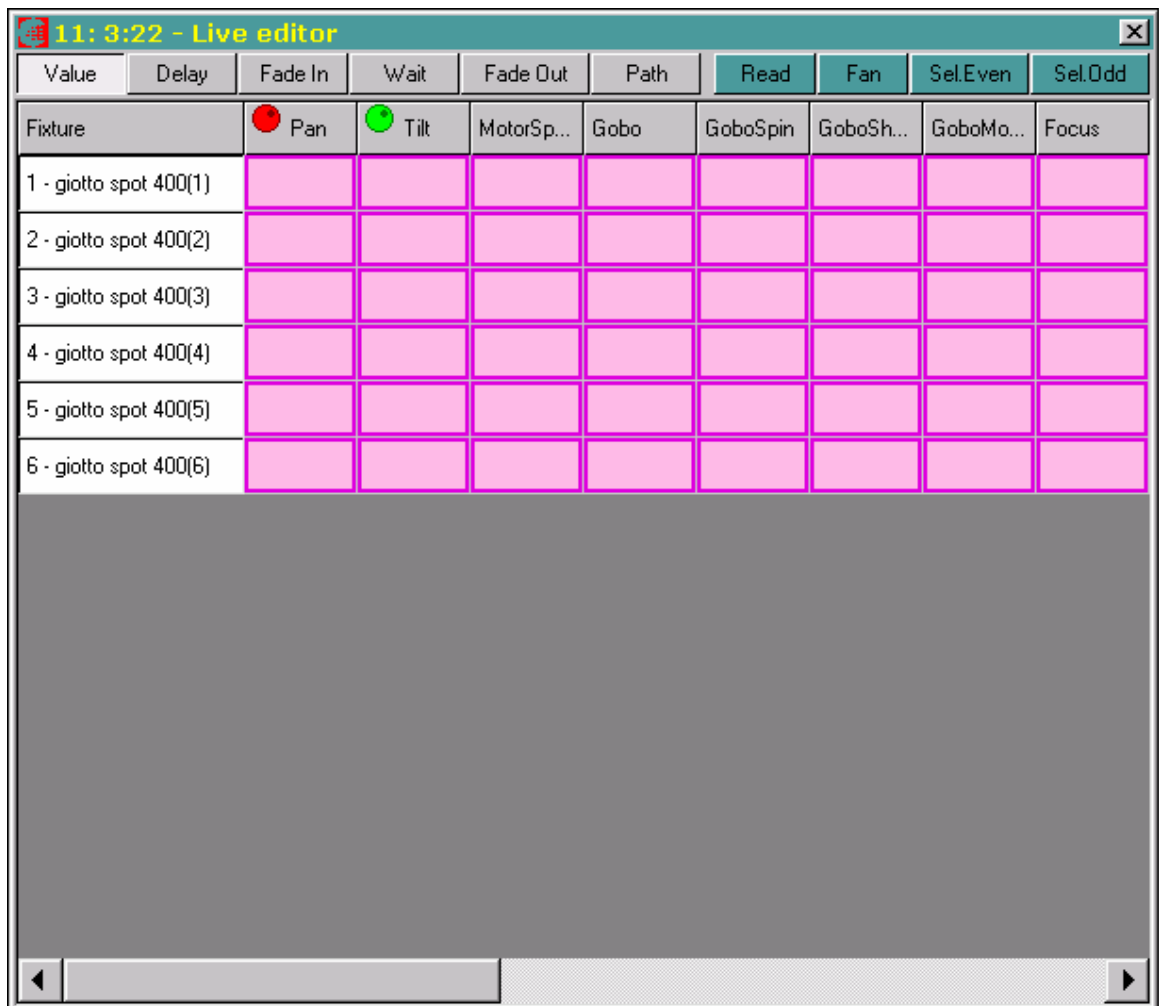 11: 3:22 - Live editor
Value Delay Fade In Wait Fade Out Path Read Fan Sel.Even Sel.Odd
Fixture Pan Tilt MotorSp... Gobo GoboSpin GoboSh... GoboMo... Focus
1 - giotto spot 400(1)
2 - giotto spot 400(2)
3 - giotto spot 400(3)
4 - giotto spot 400(4)
5 - giotto spot 400(5)
6 - giotto spot 400(6)